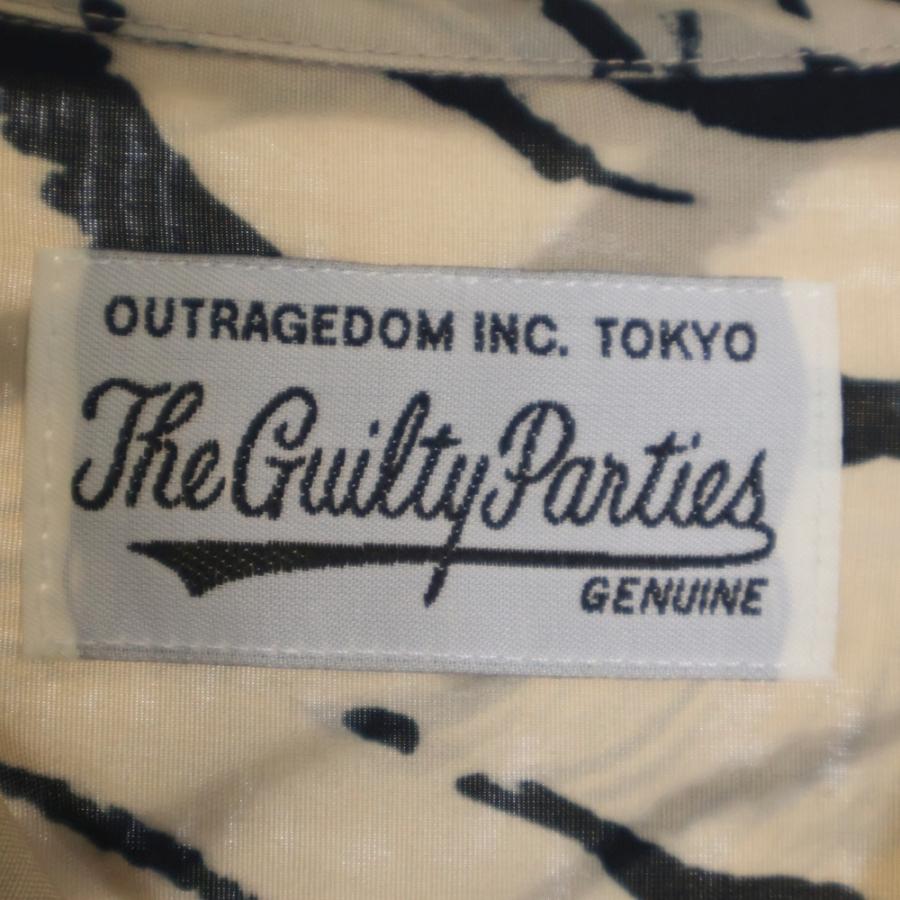 OUTRAGEDOM INC. TOKYO
The Guilty Parties
GENUINE